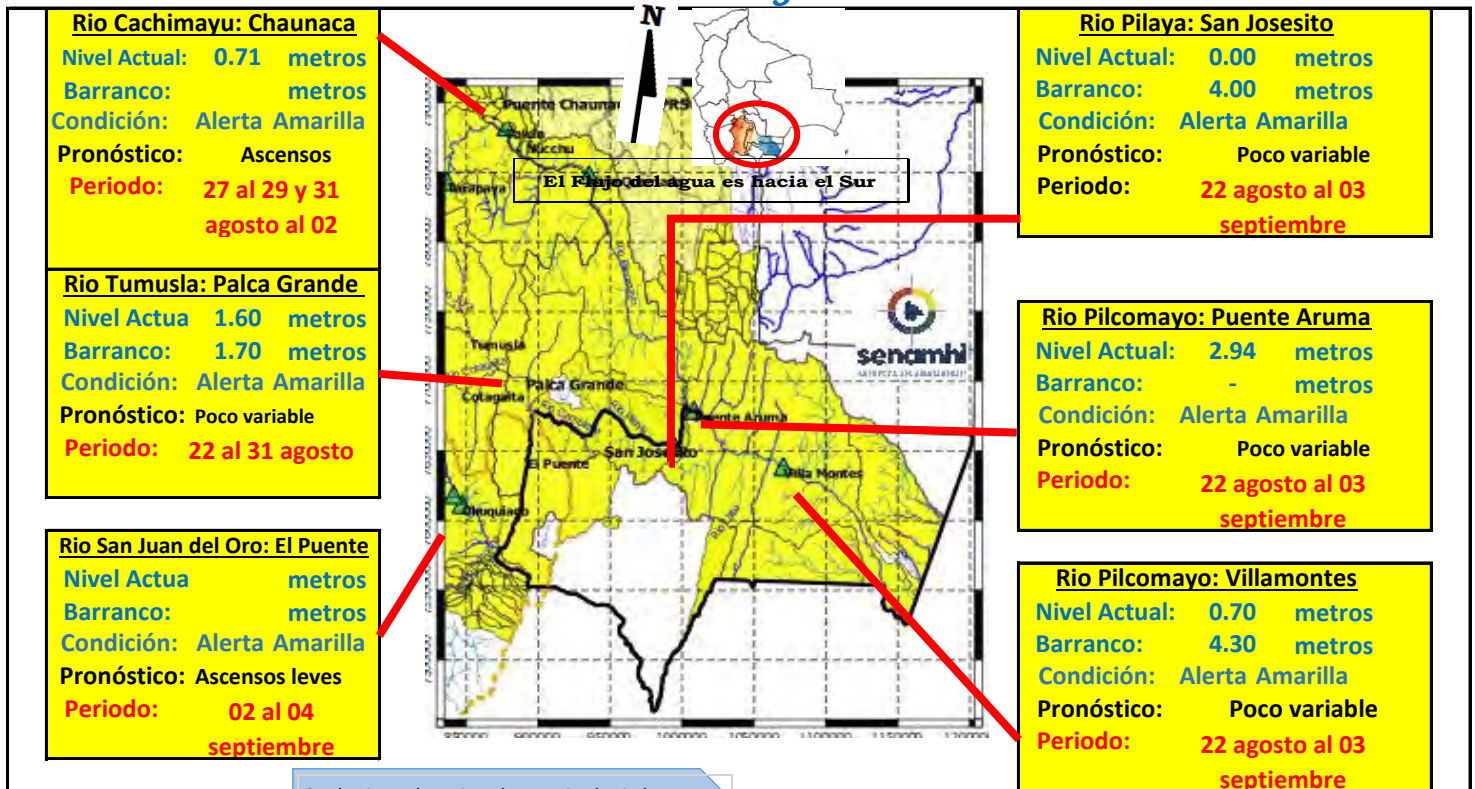 Rio Cachimayu: Chaunaca
Nivel Actual: 0.71 metros
Barranco: metros
Condición: Alerta Amarilla
Pronóstico: Ascensos
Periodo: 27 al 29 y 31
agosto al 02
Rio Tumusla: Palca Grande
Nivel Actua 1.60 metros
Barranco: 1.70 metros
Condición: Alerta Amarilla
Pronóstico: Poco variable
Periodo: 22 al 31 agosto
Rio San Juan del Oro: El Puente
Nivel Actua metros
Barranco: metros
Condición: Alerta Amarilla
Pronóstico: Ascensos leves
Periodo: 02 al 04
septiembre
N
Puente Chauna
Nucchu
El Flujo del agua es hacia el Sur
Tarapaya
Tumusla
Palca Grande
Cotagaita
Puente Aruma
San Josesito
El Puente
Villa Montes
Chuquiago
senamhi
900000
1100000
1150000
Rio Pilaya: San Josesito
Nivel Actual: 0.00 metros
Barranco: 4.00 metros
Condición: Alerta Amarilla
Pronóstico: Poco variable
Periodo: 22 agosto al 03
septiembre
Rio Pilcomayo: Puente Aruma
Nivel Actual: 2.94 metros
Barranco: - metros
Condición: Alerta Amarilla
Pronóstico: Poco variable
Periodo: 22 agosto al 03
septiembre
Rio Pilcomayo: Villamontes
Nivel Actual: 0.70 metros
Barranco: 4.30 metros
Condición: Alerta Amarilla
Pronóstico: Poco variable
Periodo: 22 agosto al 03
septiembre